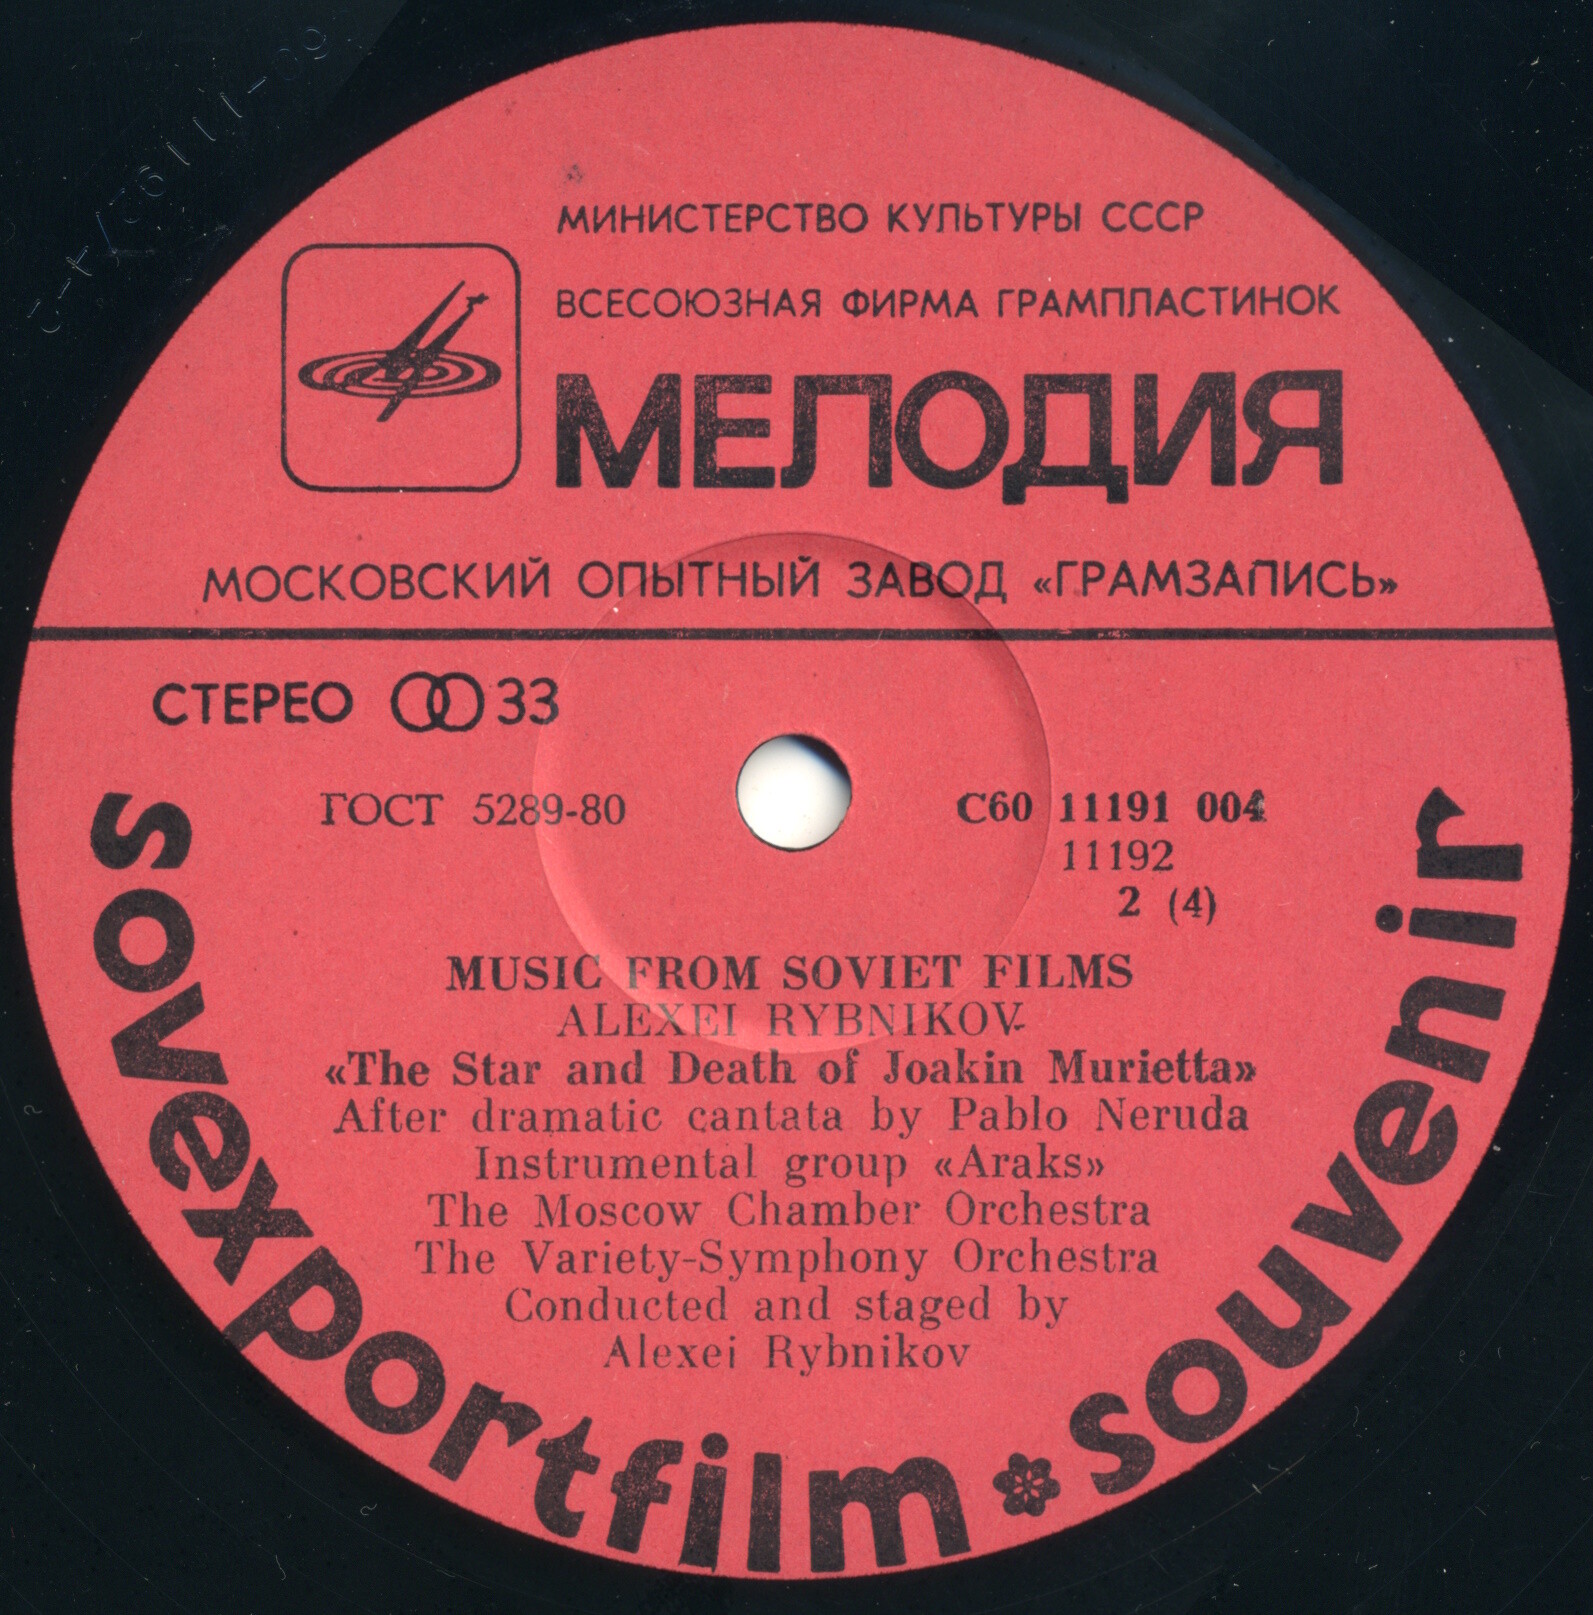 МИНИСТЕРСТВО КУЛЬТУРЫ СССР
ВСЕСОЮЗНАЯ ФИРМА ГРАМПЛАСТИНОК
МЕЛОДИЯ
МОСКОВСКИЙ ОПЫТНЫЙ ЗАВОД «ГРАМЗАПИСЬ»
СТЕРЕО 33
ГОСТ 5289-80
С60 11191 004
11192
2 (4)
MUSIC FROM SOVIET FILMS
ALEXEI RYBNIKOV
«The Star and Death of Joakin Murietta»
After dramatic cantata by Pablo Neruda
Instrumental group «Araks»
The Moscow Chamber Orchestra
The Variety-Symphony Orchestra
Conducted and staged by
Alexei Rybnikov
sovexportfilm * souvenir